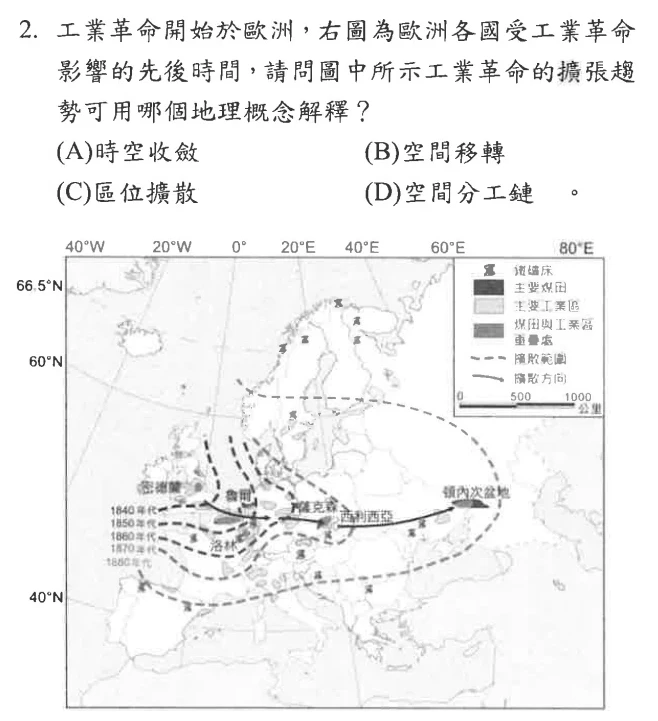 2. 工業革命開始於歐洲，右圖為歐洲各國受工業革命
影響的先後時間，請問圖中所示工業革命的擴張趨
勢可用哪個地理概念解釋？
(A)時空收斂 (B)空間移轉
(C)區位擴散 (D)空間分工鏈 。
40°W 20°W 0° 20°E 40°E 60°E 80°E
66.5°N
60°N
40°N
鐵礦床
主要煤田
主要工業區
煤田與工業區
重疊處
擴散範圍
擴散方向
0 500 1000
公里
密德蘭
魯爾
薩克森
西利西亞
頓內次盆地
洛林
1840年代
1850年代
1860年代
1870年代
1880年代